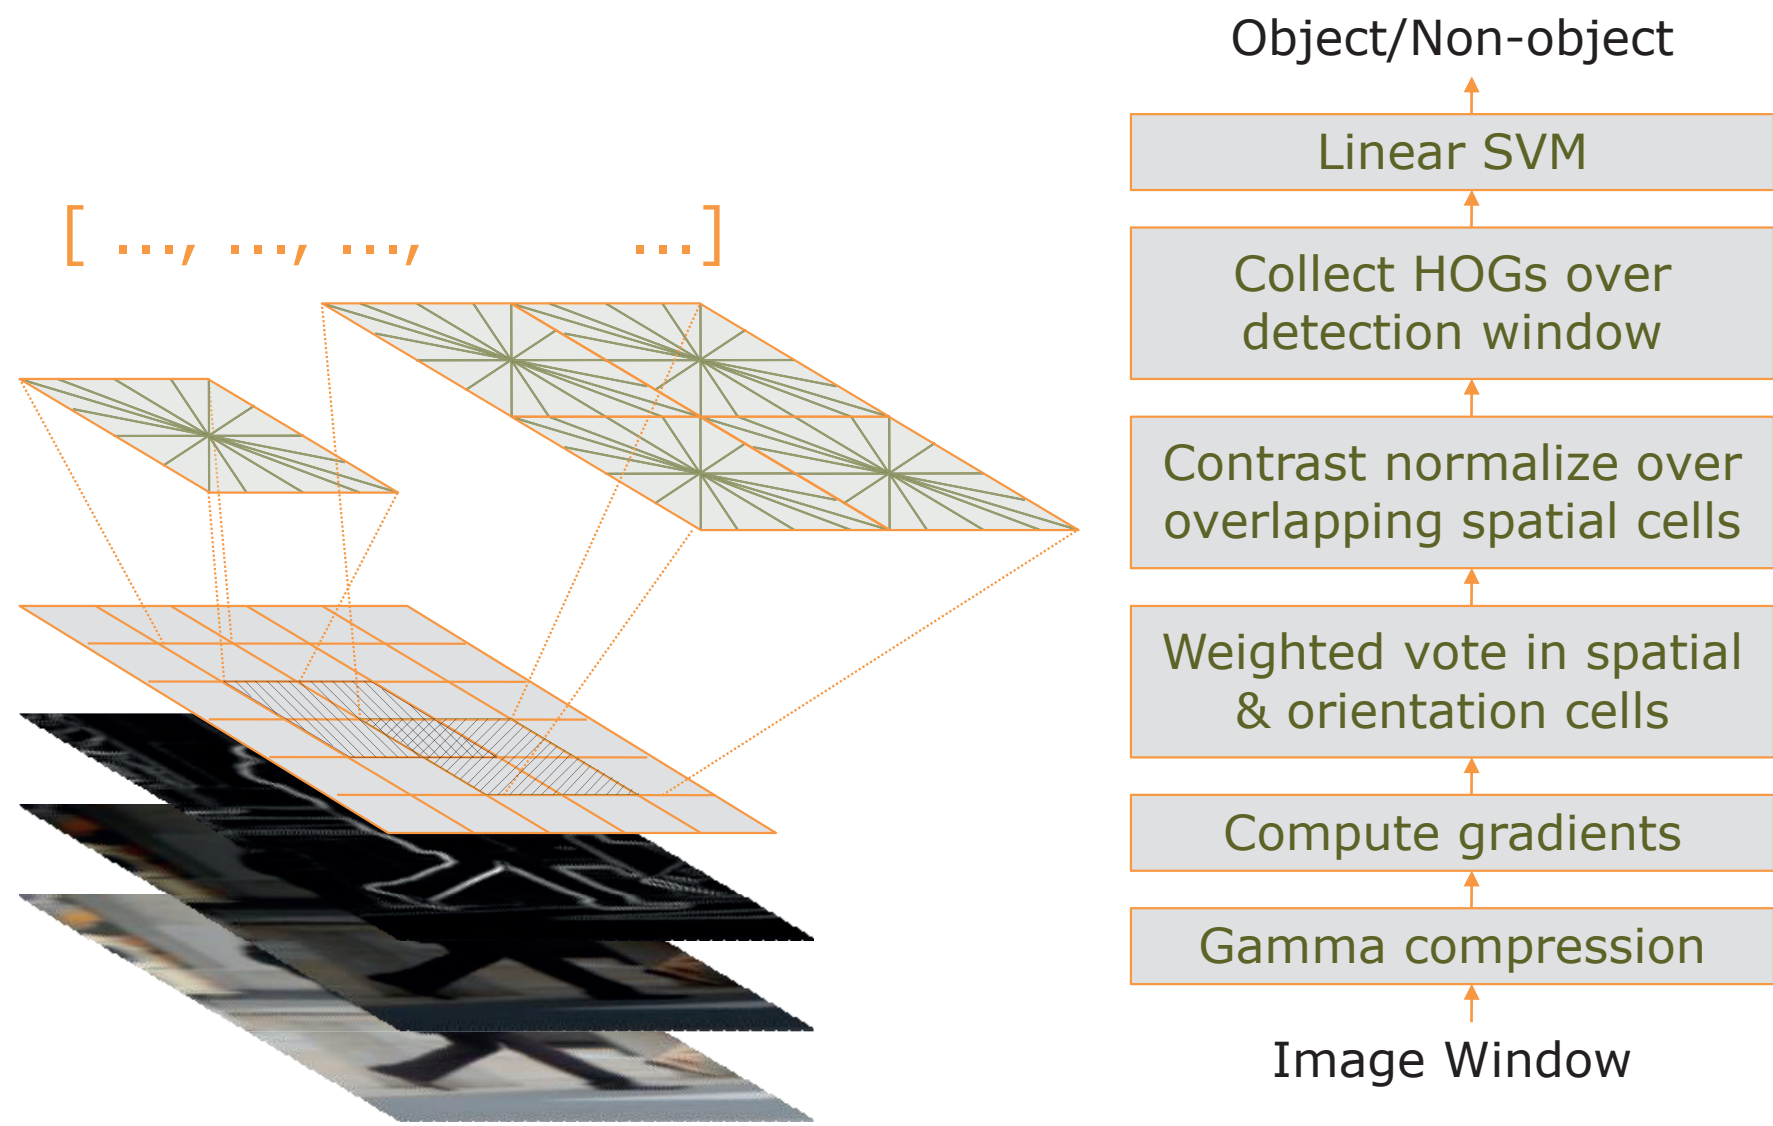 Object/Non-object
Linear SVM
[ ..., ..., ..., ...]
Collect HOGs over
detection window
Contrast normalize over
overlapping spatial cells
Weighted vote in spatial
& orientation cells
Compute gradients
Gamma compression
Image Window